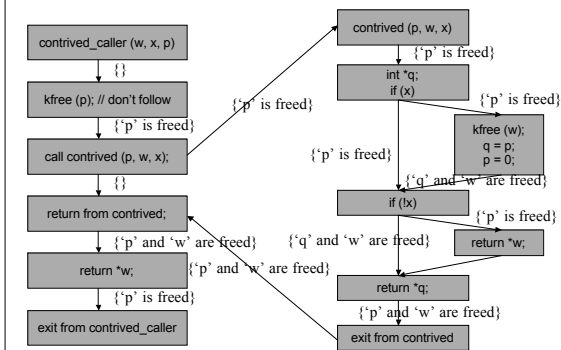 contrived_caller (w, x, p)
{}
kfree (p); // don't follow
{'p' is freed}
call contrived (p, w, x);
{}
return from contrived;
{'p' and 'w' are freed}
return *w;
{'p' is freed}
exit from contrived_caller
{'p' is freed}
{'p' and 'w' are freed}
contrived (p, w, x)
{'p' is freed}
int *q;
if (x)
{'p' is freed}
kfree (w);
q = p;
p = 0;
{'p' is freed}
{'q' and 'w' are freed}
if (!x)
{'p' is freed}
{'q' and 'w' are freed}
return *w;
return *q;
{'p' and 'w' are freed}
exit from contrived